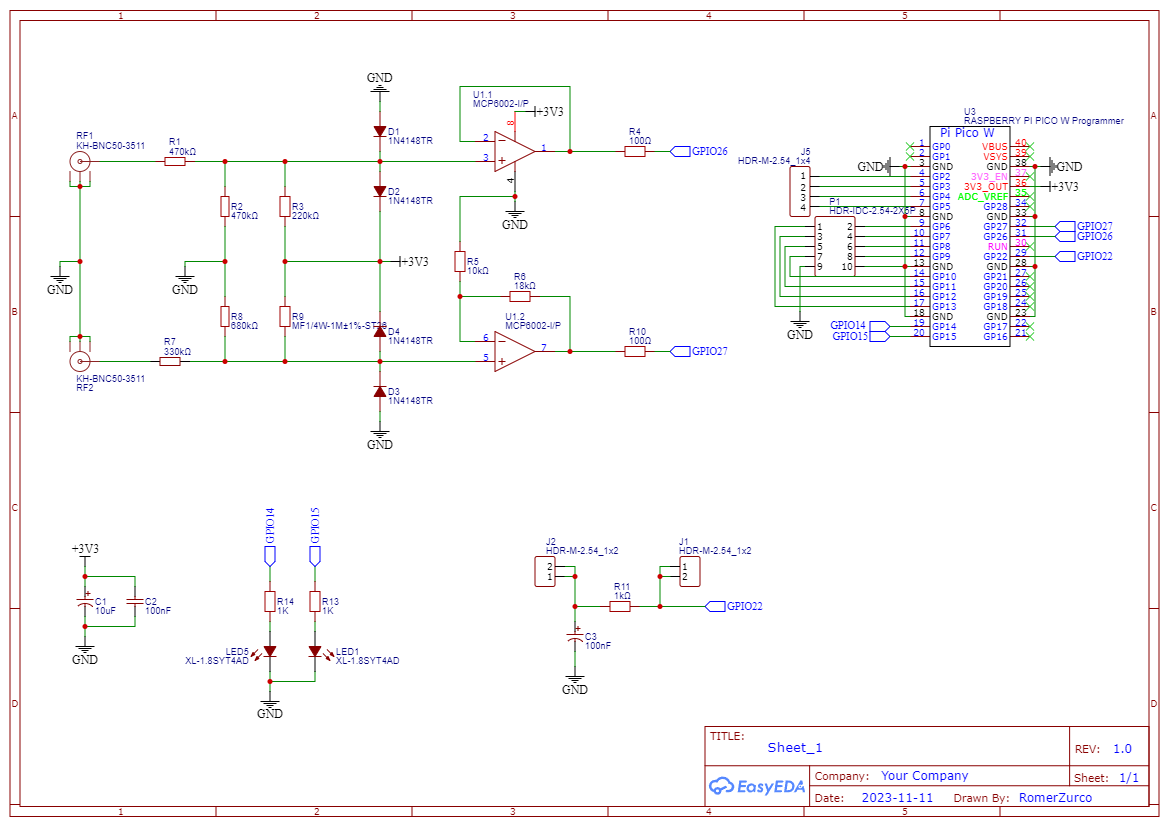 1 2 3 4 5
A
B
C
D
A
B
C
D
1 2 3 4 5
RF1
KH-BNC50-3511
R1
470kΩ
GND
D1
1N4148TR
D2
1N4148TR
U1.1
MCP6002-I/P
+3V3
8
2
3
1
4
GND
R4
100Ω
GPIO26
R2
470kΩ
R3
220kΩ
GND
GND
+3V3
R5
10kΩ
R6
18kΩ
R8
680kΩ
R9
MF1/4W-1M±1%-ST26
D4
1N4148TR
U1.2
MCP6002-I/P
6
5
7
R10
100Ω
GPIO27
R7
330kΩ
KH-BNC50-3511
RF2
D3
1N4148TR
GND
U3
RASPBERRY PI PICO W Programmer
Pi Pico W
1 GP0 VBUS 40
2 GP1 VSYS 39
GND 3 GND GND 38 GND
4 GP2 3V3_EN 37
5 GP3 3V3_OUT 36 +3V3
6 GP4 ADC_VREF 35
7 GP5 GP28 34
8 GND GND 33
9 GP6 GP27 32 GPIO27
10 GP7 GP26 31 GPIO26
11 GP8 RUN 30
12 GP9 GP22 29 GPIO22
13 GND GND 28
14 GP10 GP21 27
15 GP11 GP20 26
16 GP12 GP19 25
17 GP13 GP18 24
18 GND GND 23
GPIO14 19 GP14 GP17 22
GPIO15 20 GP15 GP16 21
J5
HDR-M-2.54_1x4
1
2
3
4
P1
HDR-IDC-2.54-2X5P
1 2
3 4
5 6
7 8
9 10
GND
+3V3
C1
10uF
C2
100nF
GND
GPIO14
GPIO15
R14
1K
R13
1K
LED5
XL-1.8SYT4AD
LED1
XL-1.8SYT4AD
GND
J2
HDR-M-2.54_1x2
2
1
J1
HDR-M-2.54_1x2
1
2
R11
1kΩ
GPIO22
C3
100nF
GND
TITLE:
Sheet_1
REV: 1.0
EasyEDA
Company: Your Company
Sheet: 1/1
Date: 2023-11-11 Drawn By: RomerZurco